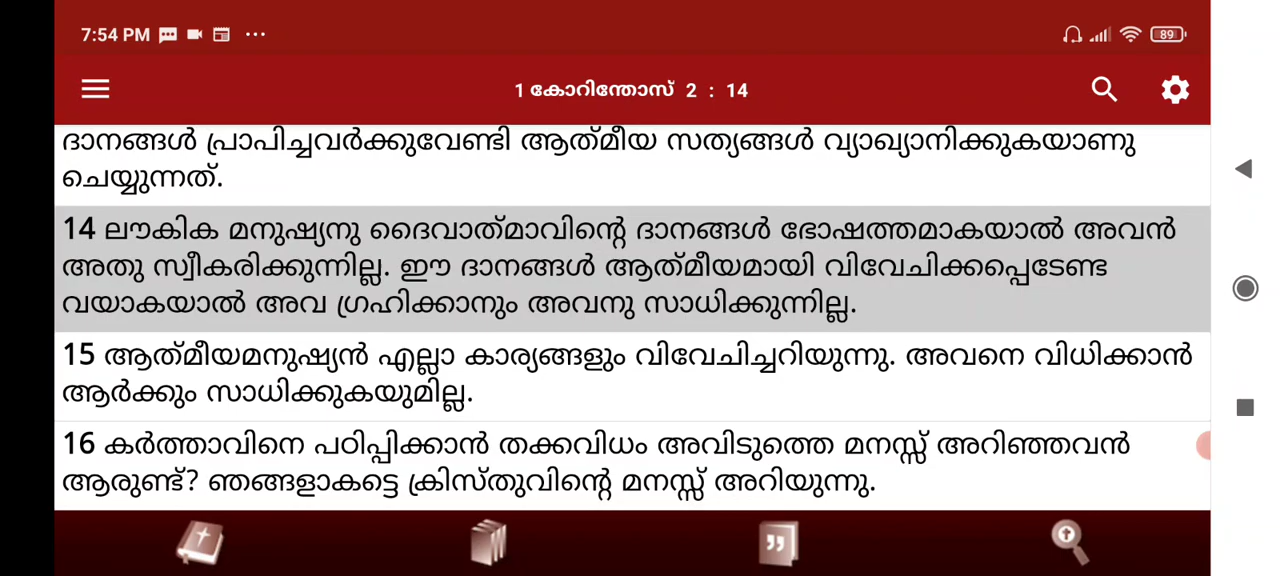 7:54 PM ... 89
1 കോറിന്തോസ് 2 : 14
ദാനങ്ങൾ പ്രാപിച്ചവർക്കുവേണ്ടി ആത്മീയ സത്യങ്ങൾ വ്യാഖ്യാനിക്കുകയാണു
ചെയ്യുന്നത്.
14 ലൗകിക മനുഷ്യനു ദൈവാത്മാവിന്റെ ദാനങ്ങൾ ഭോഷത്തമാകയാൽ അവൻ
അതു സ്വീകരിക്കുന്നില്ല. ഈ ദാനങ്ങൾ ആത്മീയമായി വിവേചിക്കപ്പെടേണ്ട
വയാകയാൽ അവ ഗ്രഹിക്കാനും അവനു സാധിക്കുന്നില്ല.
15 ആത്മീയമനുഷ്യൻ എല്ലാ കാര്യങ്ങളും വിവേചിച്ചറിയുന്നു. അവനെ വിധിക്കാൻ
ആർക്കും സാധിക്കുകയുമില്ല.
16 കർത്താവിനെ പഠിപ്പിക്കാൻ തക്കവിധം അവിടുത്തെ മനസ്സ് അറിഞ്ഞവൻ
ആരുണ്ട്? ഞങ്ങളാകട്ടെ ക്രിസ്തുവിന്റെ മനസ്സ് അറിയുന്നു.